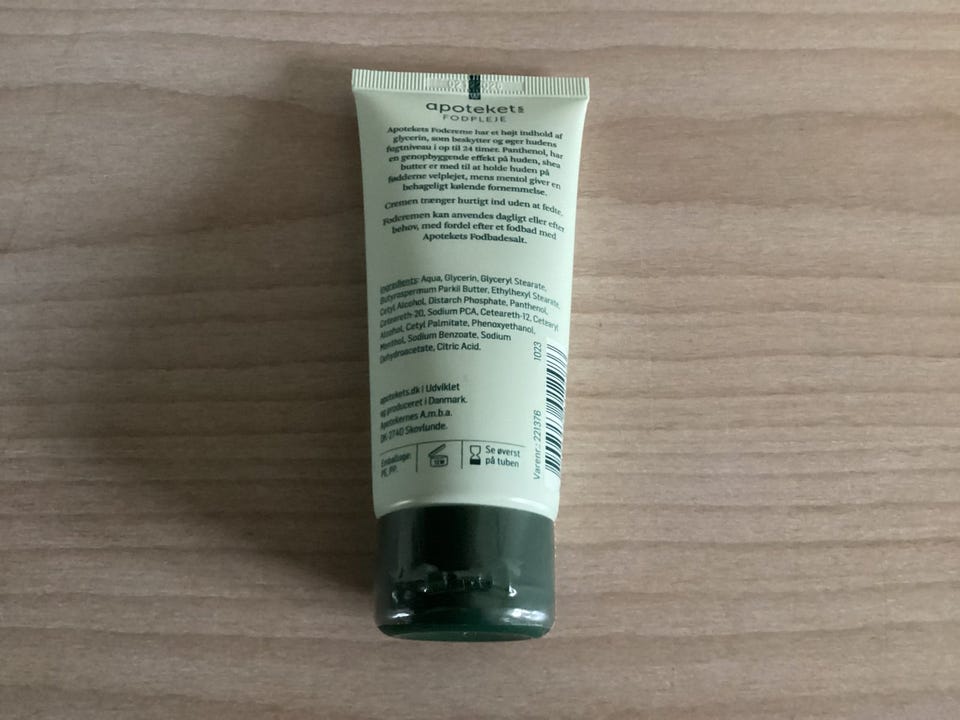 apotekets
FODPLEJE
Apotekets Fodcreme har et højt indhold af
glycerin, som beskytter og øger hudens
fugtniveau i op til 24 timer. Panthenol, har
en genopbyggende effekt på huden, shea
butter er med til at holde huden på
fødderne velplejet, mens mentol giver en
behageligt kølende fornemmelse.
Cremen trænger hurtigt ind uden at fedte.
Fodcremen kan anvendes dagligt eller efter
behov, med fordel efter et fodbad med
Apotekets Fodbadesalt.
Ingredients: Aqua, Glycerin, Glyceryl Stearate,
Butyrospermum Parkii Butter, Ethylhexyl Stearate,
Cetyl Alcohol, Distarch Phosphate, Panthenol,
Ceteareth-20, Sodium PCA, Ceteareth-12, Cetearyl
Alcohol, Cetyl Palmitate, Phenoxyethanol,
Menthol, Sodium Benzoate, Sodium
Dehydroacetate, Citric Acid.
apotekets.dk | Udviklet
og produceret i Danmark.
Apotekernes A.m.b.a.
DK-2740 Skovlunde.
Emballage:
PE, PP.
Se øverst
på tuben
Varenr.: 221376
1023